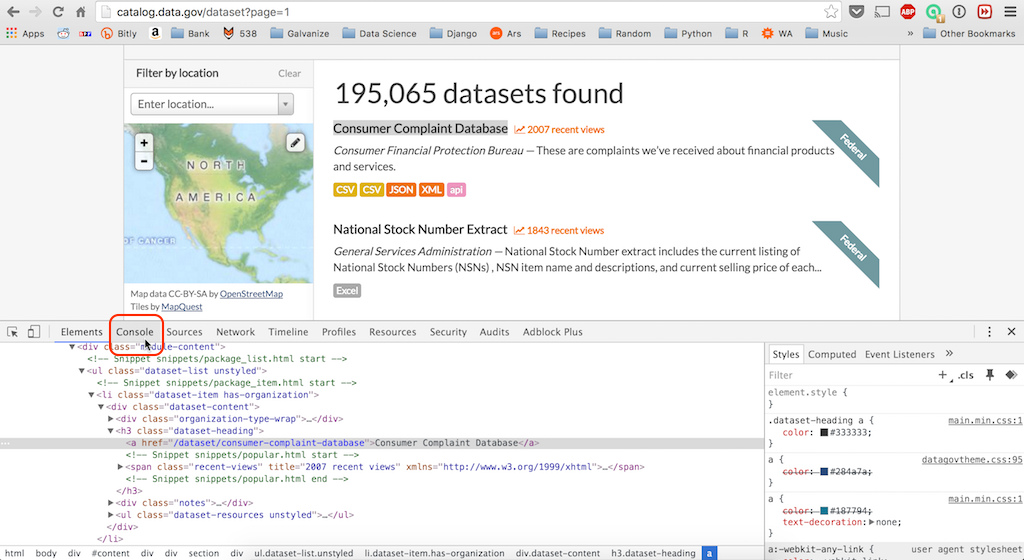 catalog.data.gov/dataset?page=1
ABP
Apps
Bitly
a
Bank
538
Galvanize
Data Science
Django
ars
Ars
Recipes
Random
Python
R
WA
Music
»
Other Bookmarks
Filter by location
Clear
Enter location...
+
-
NORTH
AMERICA
OF CANCER
Map data CC-BY-SA by OpenStreetMap
Tiles by MapQuest
195,065 datasets found
Consumer Complaint Database 2007 recent views
Federal
Consumer Financial Protection Bureau — These are complaints we've received about financial products
and services.
CSV CSV JSON XML api
National Stock Number Extract 1843 recent views
Federal
General Services Administration — National Stock Number extract includes the current listing of
National Stock Numbers (NSNs) , NSN item name and descriptions, and current selling price of each...
Excel
Elements Console Sources Network Timeline Profiles Resources Security Audits Adblock Plus
▼<div class="module-content">
<!-- Snippet snippets/package_list.html start -->
▼<ul class="dataset-list unstyled">
<!-- Snippet snippets/package_item.html start -->
▼<li class="dataset-item has-organization">
▼<div class="dataset-content">
▶<div class="organization-type-wrap">…</div>
▼<h3 class="dataset-heading">
<a href="/dataset/consumer-complaint-database">Consumer Complaint Database</a>
<!-- Snippet snippets/popular.html start -->
▶<span class="recent-views" title="2007 recent views" xmlns="http://www.w3.org/1999/xhtml">…</span>
<!-- Snippet snippets/popular.html end -->
</h3>
▶<div class="notes">…</div>
▶<ul class="dataset-resources unstyled">…</ul>
</div>
</li>
html body div #content div div section div ul.dataset-list.unstyled li.dataset-item.has-organization div.dataset-content h3.dataset-heading a
Styles Computed Event Listeners »
Filter + .cls
element.style {
}
.dataset-heading a { main.min.css:1
color: #333333;
}
a { datagovtheme.css:95
color: #284a7a;
}
a { main.min.css:1
color: #187794;
text-decoration:▶none;
}
a:-webkit-any-link { user agent stylesheet